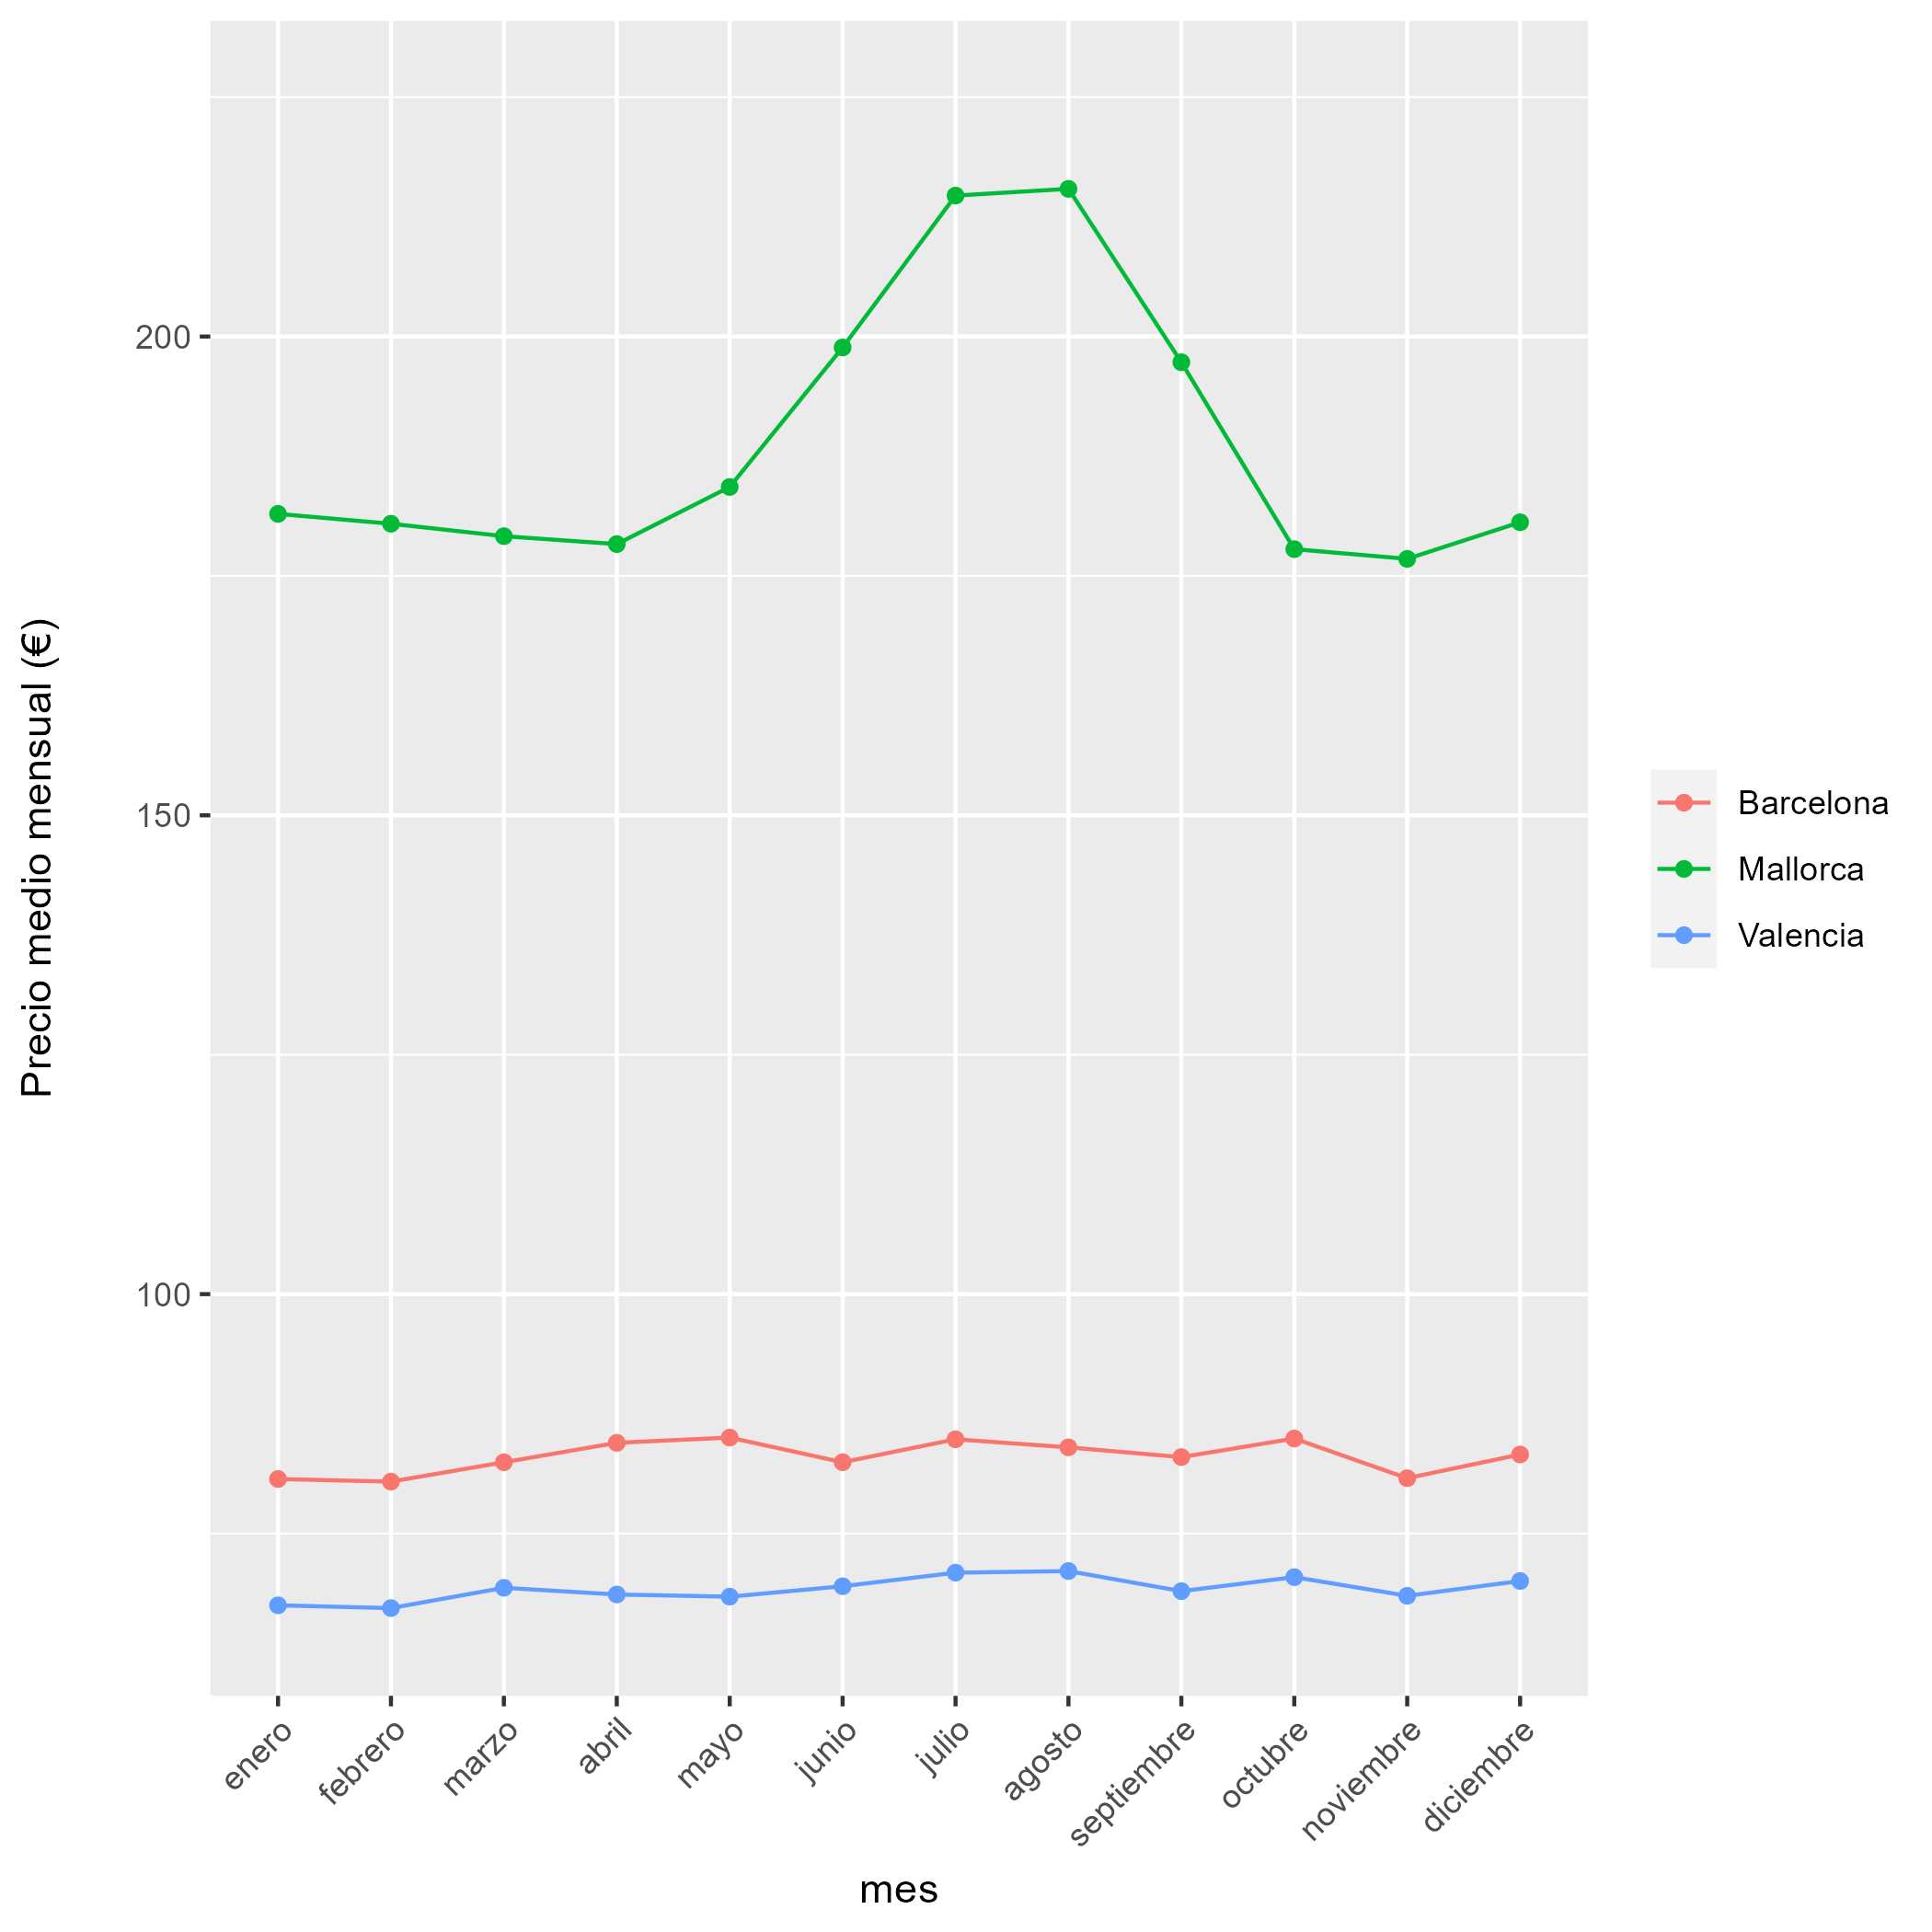 Precio medio mensual (€)
200
150
100
enero
febrero
marzo
abril
mayo
junio
julio
agosto
septiembre
octubre
noviembre
diciembre
mes
Barcelona
Mallorca
Valencia